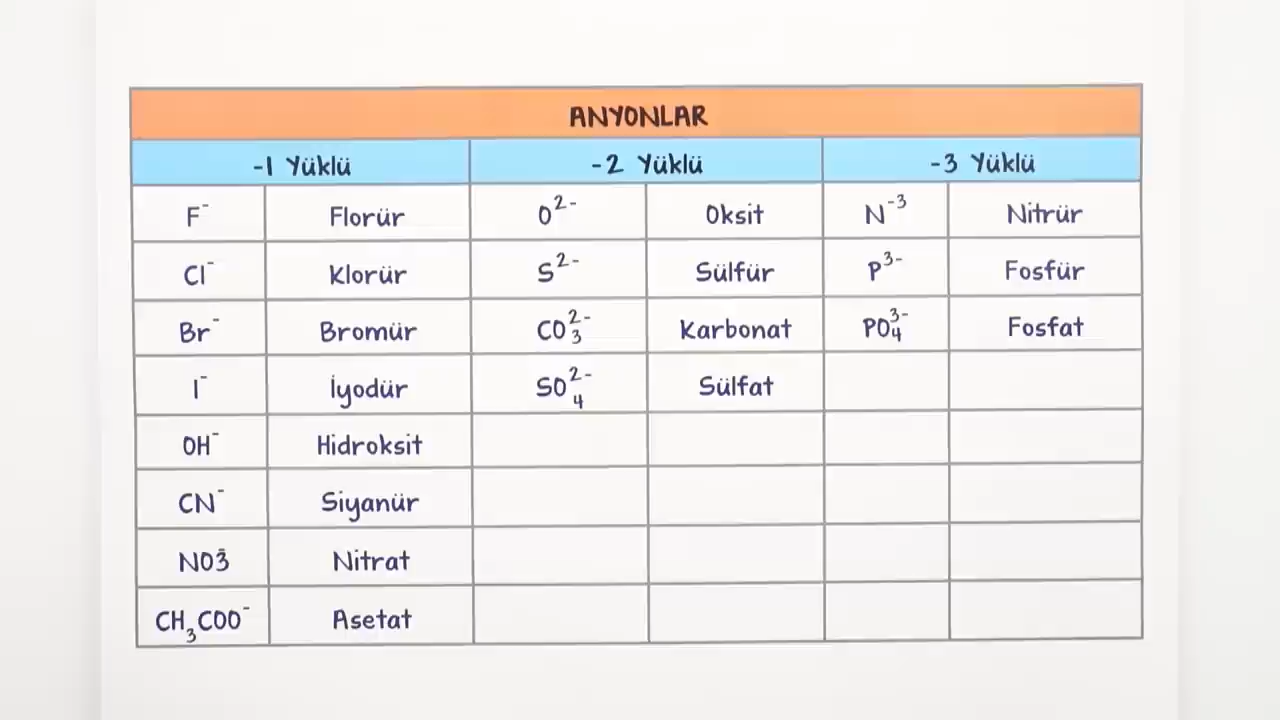 ANYONLAR
-1 Yüklü -2 Yüklü -3 Yüklü
F⁻ Florür O²⁻ Oksit N⁻³ Nitrür
Cl⁻ Klorür S²⁻ Sülfür P³⁻ Fosfür
Br⁻ Bromür CO₃²⁻ Karbonat PO₄³⁻ Fosfat
I⁻ İyodür SO₄²⁻ Sülfat
OH⁻ Hidroksit
CN⁻ Siyanür
NO₃⁻ Nitrat
CH₃COO⁻ Asetat